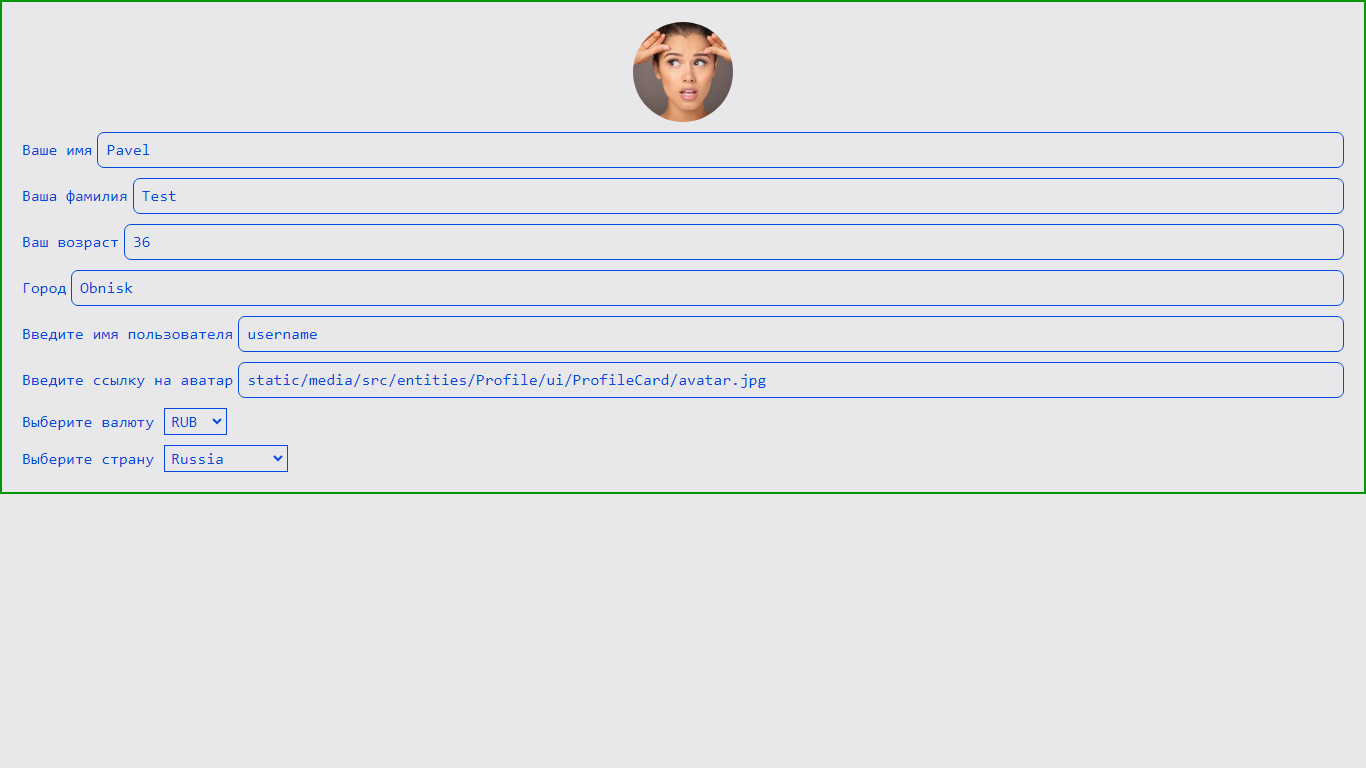 Ваше имя Pavel
Ваша фамилия Test
Ваш возраст 36
Город Obnisk
Введите имя пользователя username
Введите ссылку на аватар static/media/src/entities/Profile/ui/ProfileCard/avatar.jpg
Выберите валюту RUB
Выберите страну Russia